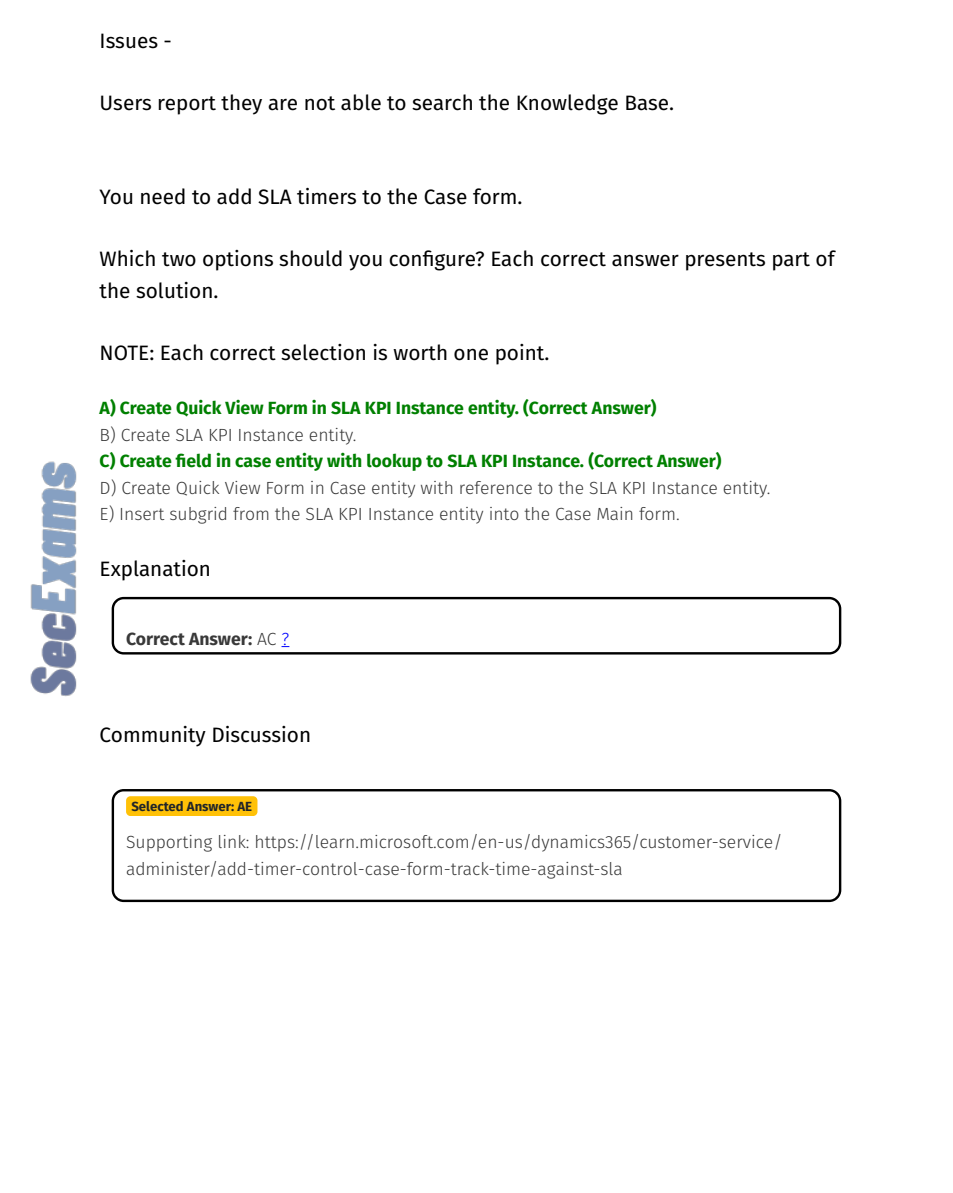 Issues -
Users report they are not able to search the Knowledge Base.
You need to add SLA timers to the Case form.
Which two options should you configure? Each correct answer presents part of
the solution.
NOTE: Each correct selection is worth one point.
A) Create Quick View Form in SLA KPI Instance entity. (Correct Answer)
B) Create SLA KPI Instance entity.
C) Create field in case entity with lookup to SLA KPI Instance. (Correct Answer)
D) Create Quick View Form in Case entity with reference to the SLA KPI Instance entity.
E) Insert subgrid from the SLA KPI Instance entity into the Case Main form.
SecExams
Explanation
Correct Answer: AC ?
Community Discussion
Selected Answer: AE
Supporting link: https://learn.microsoft.com/en-us/dynamics365/customer-service/
administer/add-timer-control-case-form-track-time-against-sla